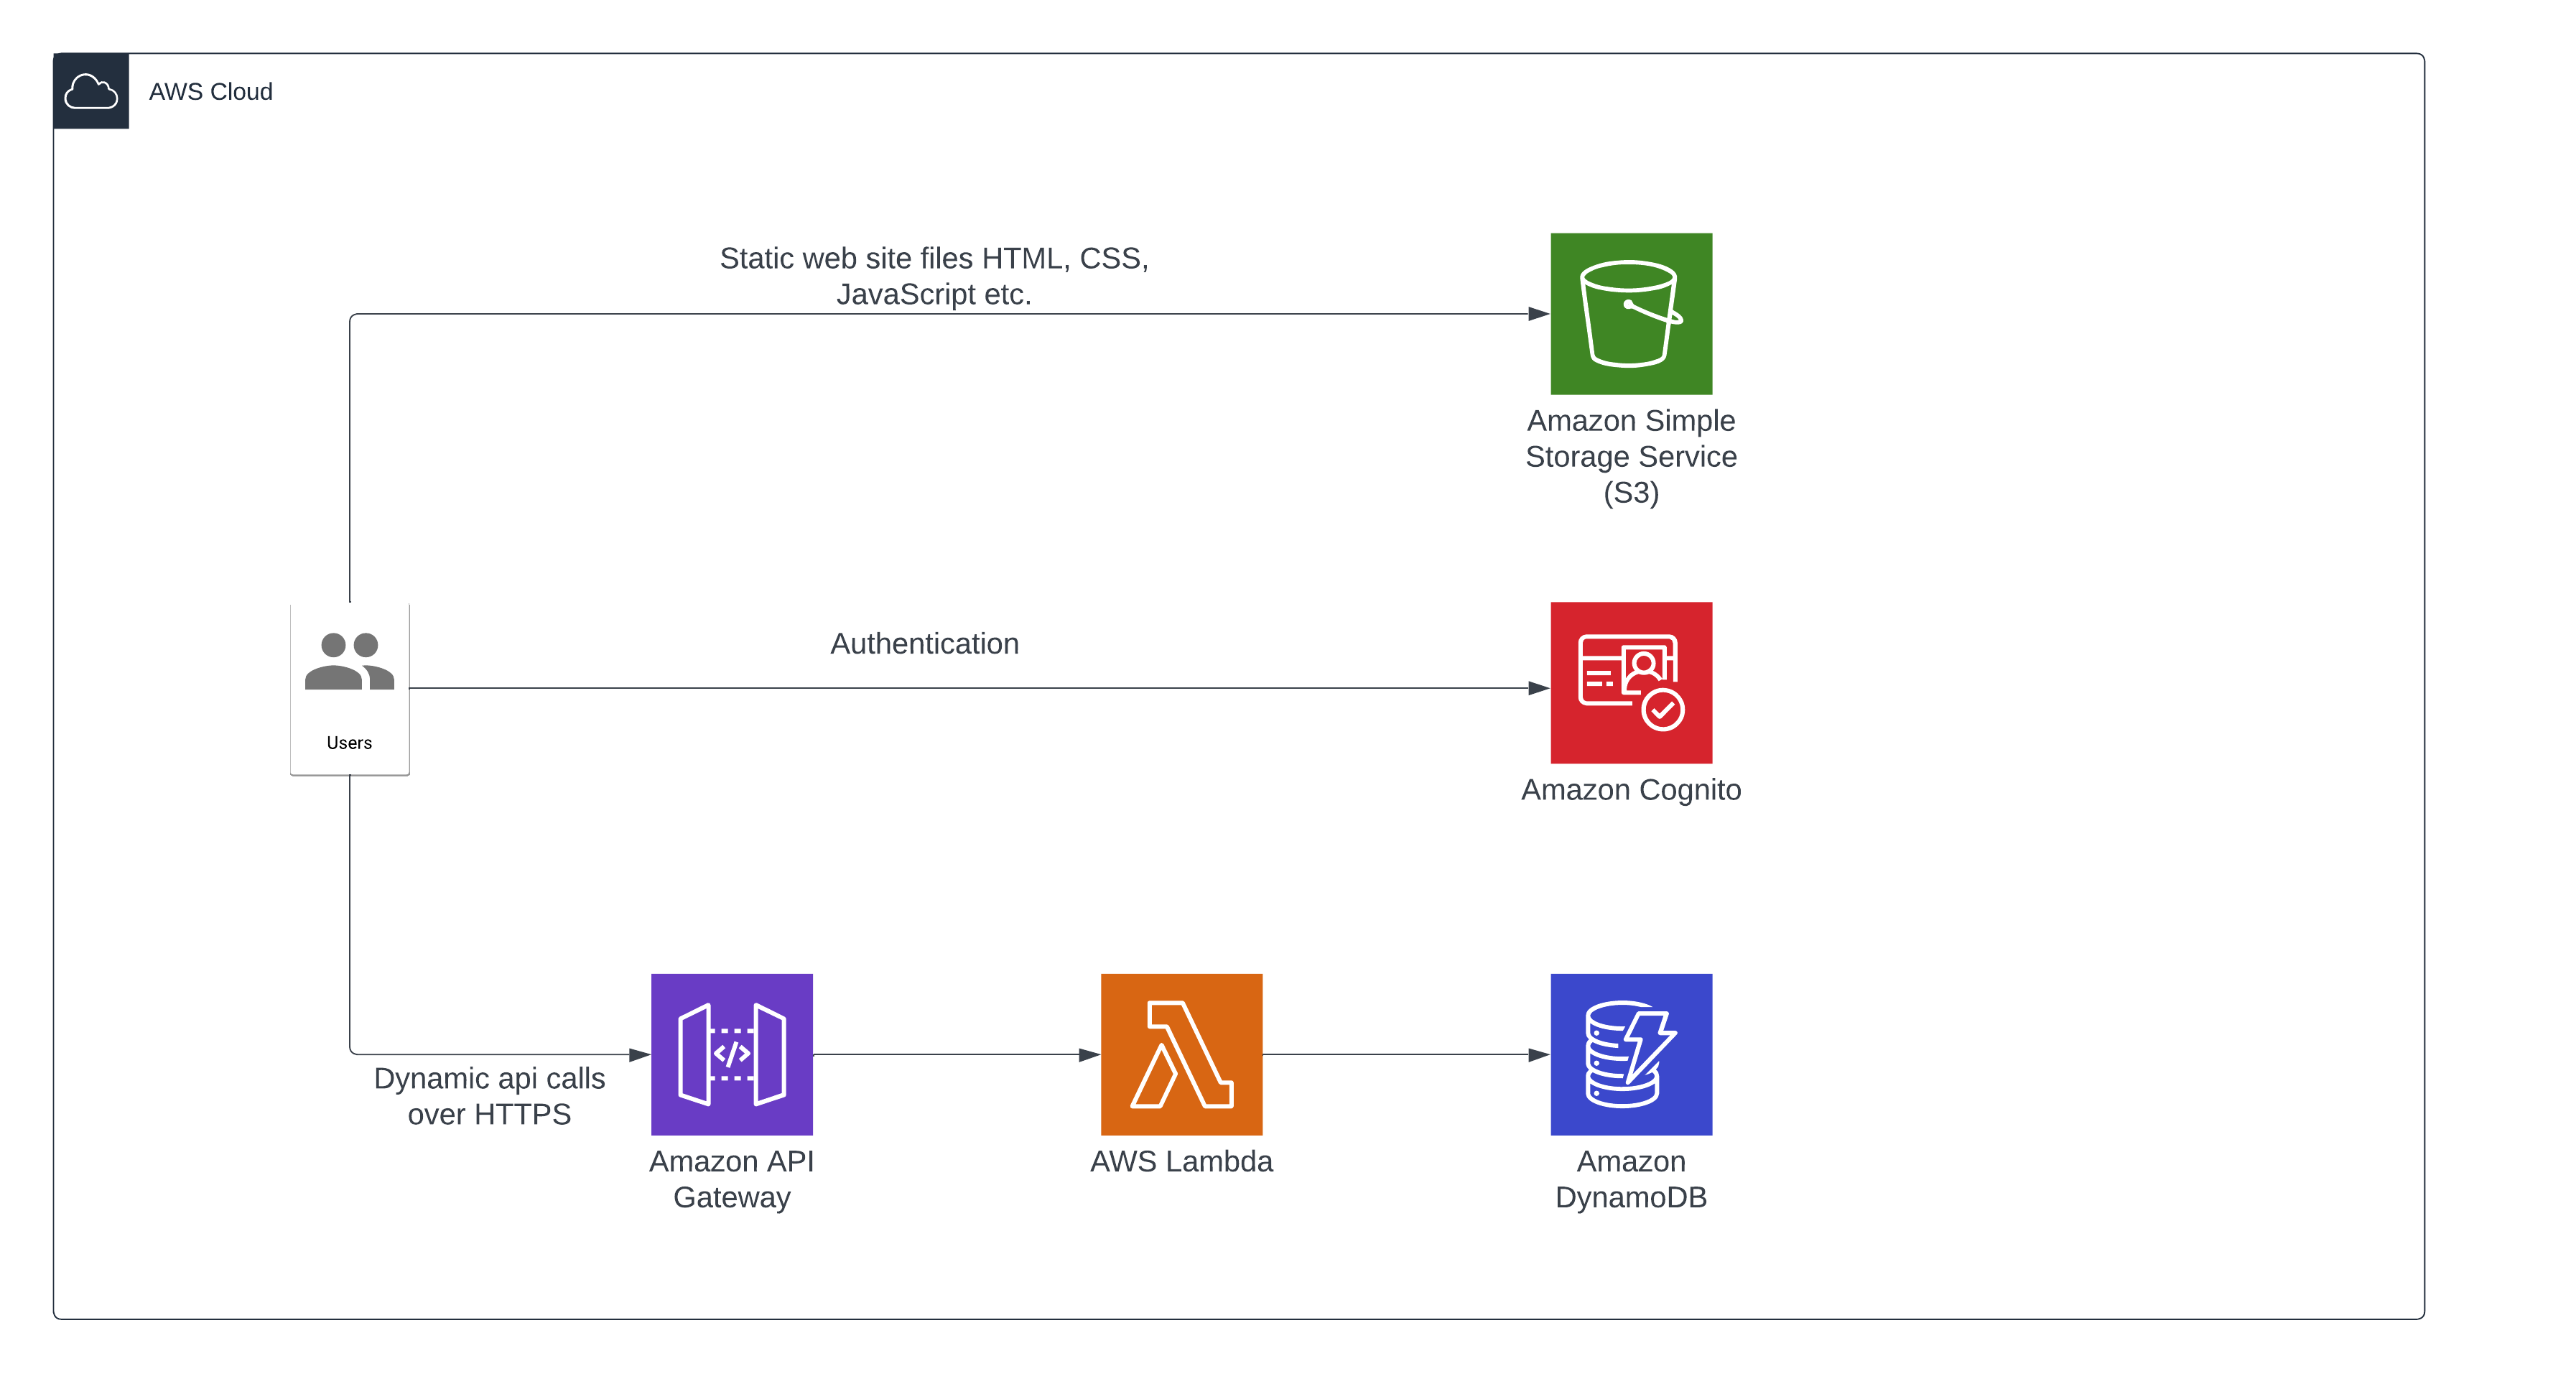 AWS Cloud
Static web site files HTML, CSS,
JavaScript etc.
Amazon Simple
Storage Service
(S3)
Authentication
Users
Amazon Cognito
Dynamic api calls
over HTTPS
Amazon API
Gateway
AWS Lambda
Amazon
DynamoDB